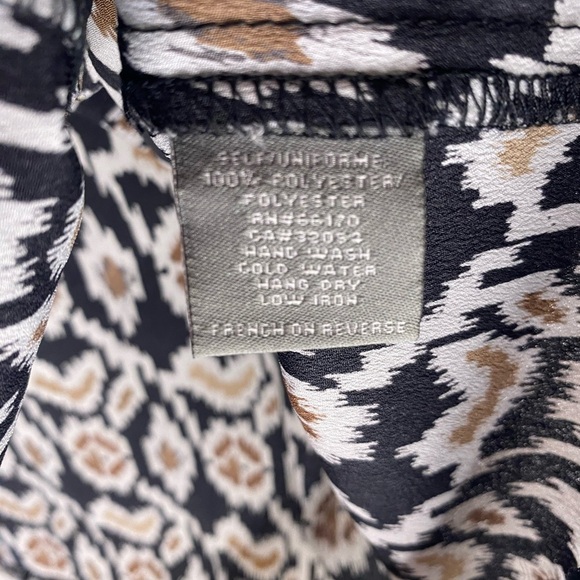 SELF/UNIFORME
100% POLYESTER/
POLYESTER
RN#66170
CA#32054
HAND WASH
COLD WATER
HANG DRY
LOW IRON
FRENCH ON REVERSE